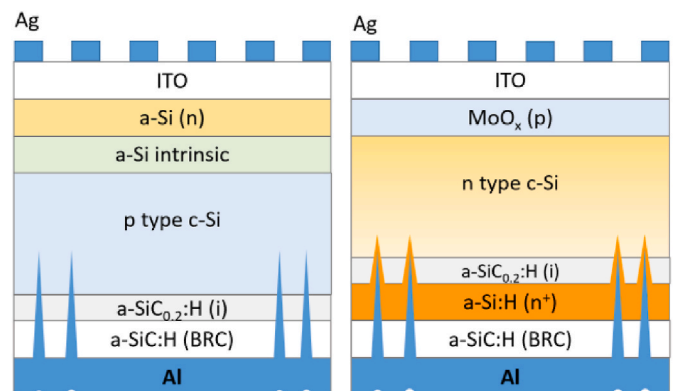 Ag
ITO
a-Si (n)
a-Si intrinsic
p type c-Si
a-SiC0.2:H (i)
a-SiC:H (BRC)
Al
Ag
ITO
MoOx (p)
n type c-Si
a-SiC0.2:H (i)
a-Si:H (n⁺)
a-SiC:H (BRC)
Al